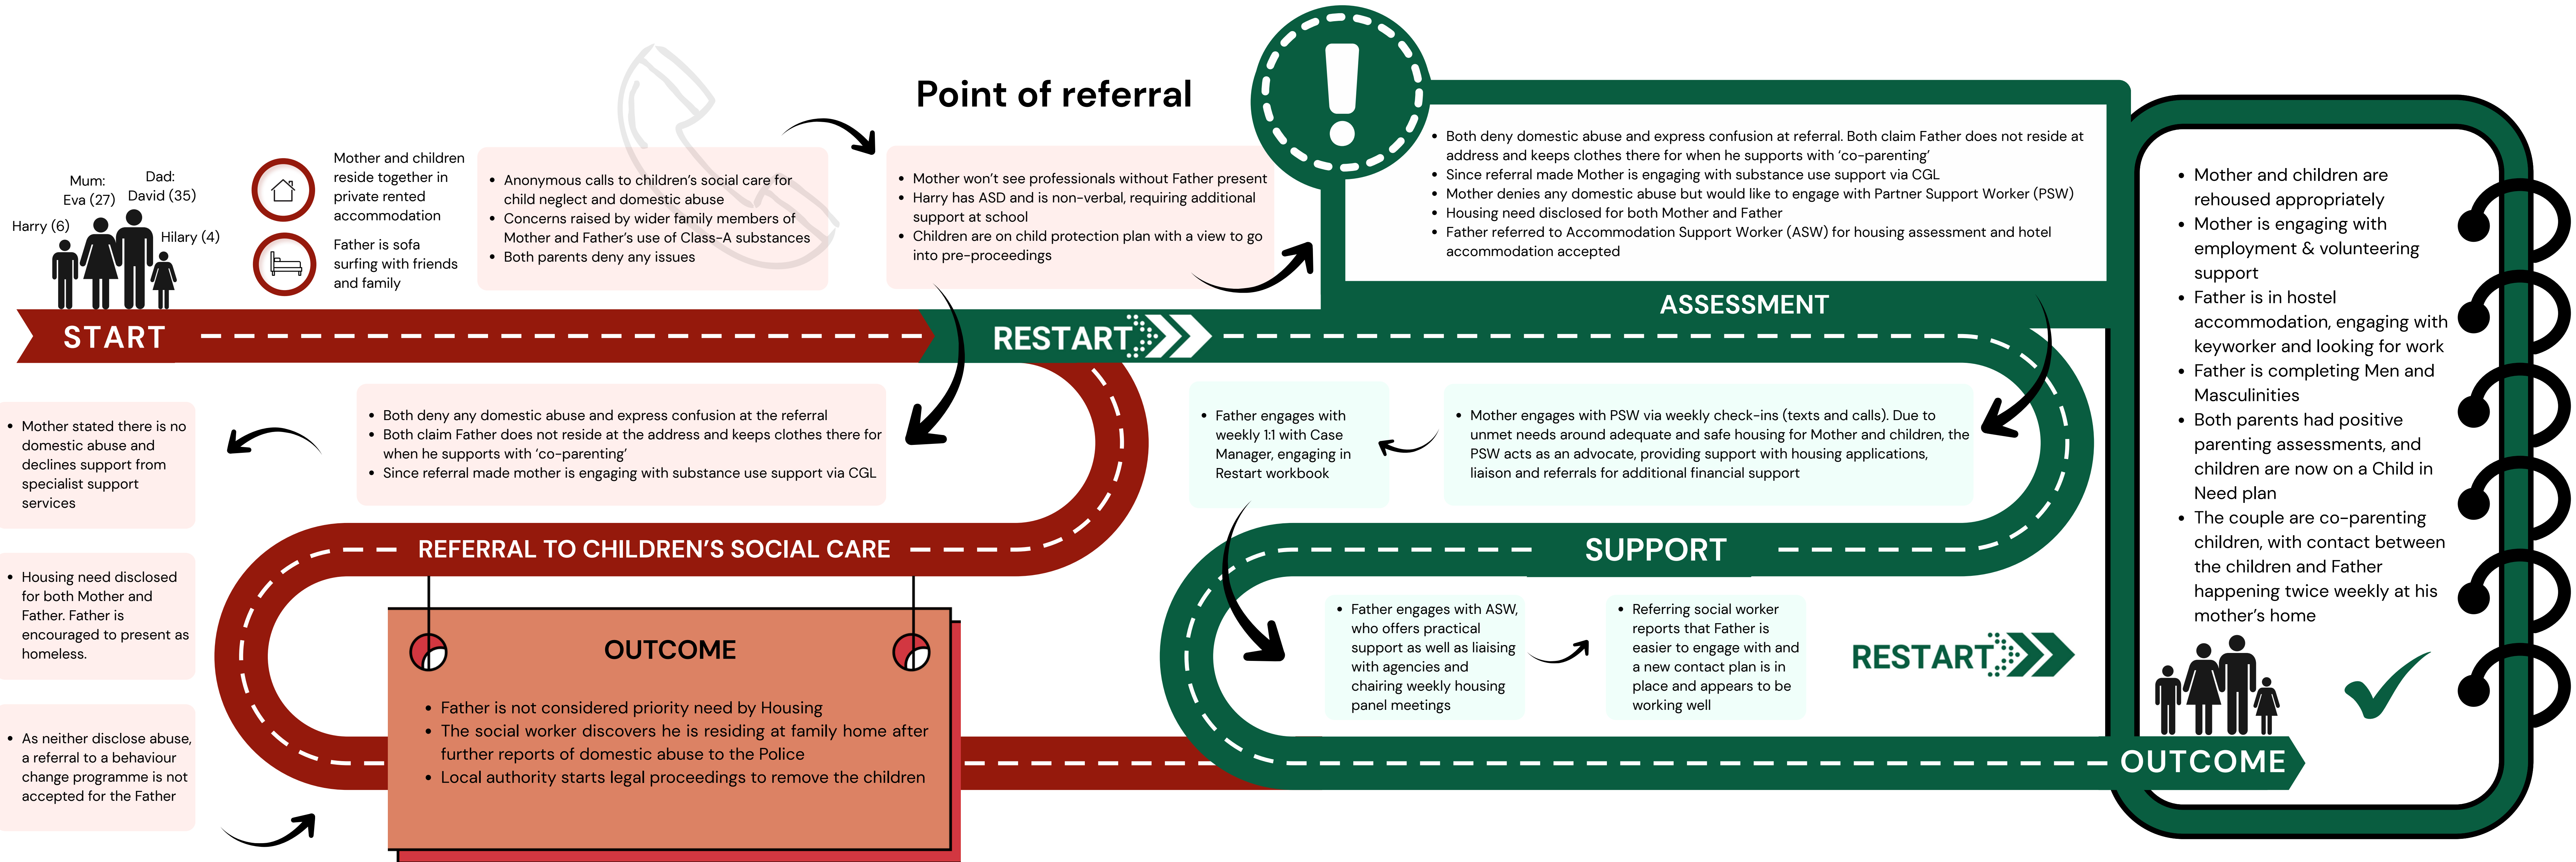 Point of referral
Mum:
Eva (27)
Dad:
David (35)
Harry (6)
Hilary (4)
Mother and children
reside together in
private rented
accommodation
Father is sofa
surfing with friends
and family
• Anonymous calls to children's social care for
child neglect and domestic abuse
• Concerns raised by wider family members of
Mother and Father's use of Class-A substances
• Both parents deny any issues
• Mother won't see professionals without Father present
• Harry has ASD and is non-verbal, requiring additional
support at school
• Children are on child protection plan with a view to go
into pre-proceedings
• Both deny domestic abuse and express confusion at referral. Both claim Father does not reside at
address and keeps clothes there for when he supports with ‘co-parenting’
• Since referral made Mother is engaging with substance use support via CGL
• Mother denies any domestic abuse but would like to engage with Partner Support Worker (PSW)
• Housing need disclosed for both Mother and Father
• Father referred to Accommodation Support Worker (ASW) for housing assessment and hotel
accommodation accepted
START
RESTART
ASSESSMENT
• Both deny any domestic abuse and express confusion at the referral
• Both claim Father does not reside at the address and keeps clothes there for
when he supports with ‘co-parenting’
• Since referral made mother is engaging with substance use support via CGL
• Mother stated there is no
domestic abuse and
declines support from
specialist support
services
• Housing need disclosed
for both Mother and
Father. Father is
encouraged to present as
homeless.
• As neither disclose abuse,
a referral to a behaviour
change programme is not
accepted for the Father
REFERRAL TO CHILDREN'S SOCIAL CARE
OUTCOME
• Father is not considered priority need by Housing
• The social worker discovers he is residing at family home after
further reports of domestic abuse to the Police
• Local authority starts legal proceedings to remove the children
• Mother engages with PSW via weekly check-ins (texts and calls). Due to
unmet needs around adequate and safe housing for Mother and children, the
PSW acts as an advocate, providing support with housing applications,
liaison and referrals for additional financial support
• Father engages with
weekly 1:1 with Case
Manager, engaging in
Restart workbook
SUPPORT
• Father engages with ASW,
who offers practical
support as well as liaising
with agencies and
chairing weekly housing
panel meetings
• Referring social worker
reports that Father is
easier to engage with and
a new contact plan is in
place and appears to be
working well
RESTART
• Mother and children are
rehoused appropriately
• Mother is engaging with
employment & volunteering
support
• Father is in hostel
accommodation, engaging with
keyworker and looking for work
• Father is completing Men and
Masculinities
• Both parents had positive
parenting assessments, and
children are now on a Child in
Need plan
• The couple are co-parenting
children, with contact between
the children and Father
happening twice weekly at his
mother's home
OUTCOME